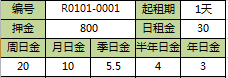 编号 R0101-0001 起租期 1天
押金 800 日租金 30
周日金 月日金 季日金 半年日金 年日金
20 10 5.5 4 3